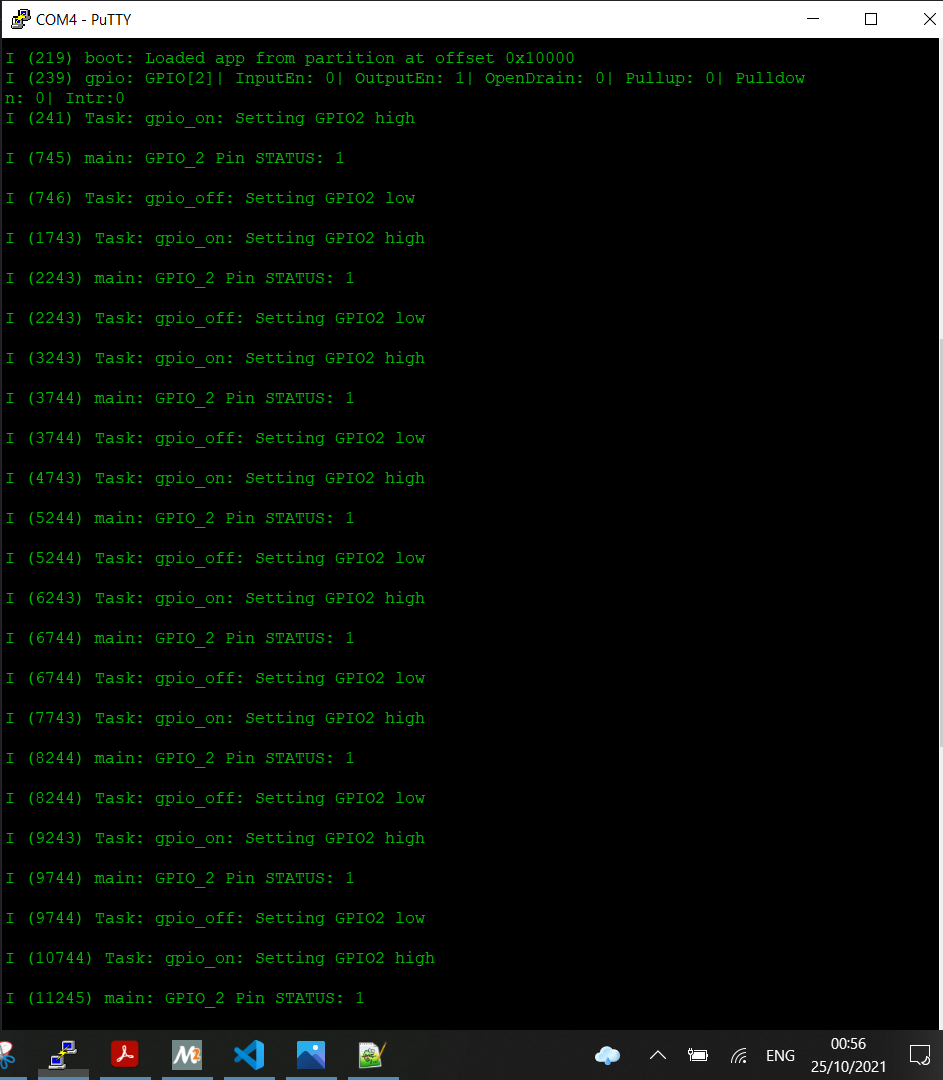 COM4 - PuTTY
I (219) boot: Loaded app from partition at offset 0x10000
I (239) gpio: GPIO[2]| InputEn: 0| OutputEn: 1| OpenDrain: 0| Pullup: 0| Pulldow
n: 0| Intr:0
I (241) Task: gpio_on: Setting GPIO2 high
I (745) main: GPIO_2 Pin STATUS: 1
I (746) Task: gpio_off: Setting GPIO2 low
I (1743) Task: gpio_on: Setting GPIO2 high
I (2243) main: GPIO_2 Pin STATUS: 1
I (2243) Task: gpio_off: Setting GPIO2 low
I (3243) Task: gpio_on: Setting GPIO2 high
I (3744) main: GPIO_2 Pin STATUS: 1
I (3744) Task: gpio_off: Setting GPIO2 low
I (4743) Task: gpio_on: Setting GPIO2 high
I (5244) main: GPIO_2 Pin STATUS: 1
I (5244) Task: gpio_off: Setting GPIO2 low
I (6243) Task: gpio_on: Setting GPIO2 high
I (6744) main: GPIO_2 Pin STATUS: 1
I (6744) Task: gpio_off: Setting GPIO2 low
I (7743) Task: gpio_on: Setting GPIO2 high
I (8244) main: GPIO_2 Pin STATUS: 1
I (8244) Task: gpio_off: Setting GPIO2 low
I (9243) Task: gpio_on: Setting GPIO2 high
I (9744) main: GPIO_2 Pin STATUS: 1
I (9744) Task: gpio_off: Setting GPIO2 low
I (10744) Task: gpio_on: Setting GPIO2 high
I (11245) main: GPIO_2 Pin STATUS: 1
M2
ENG
00:56
25/10/2021